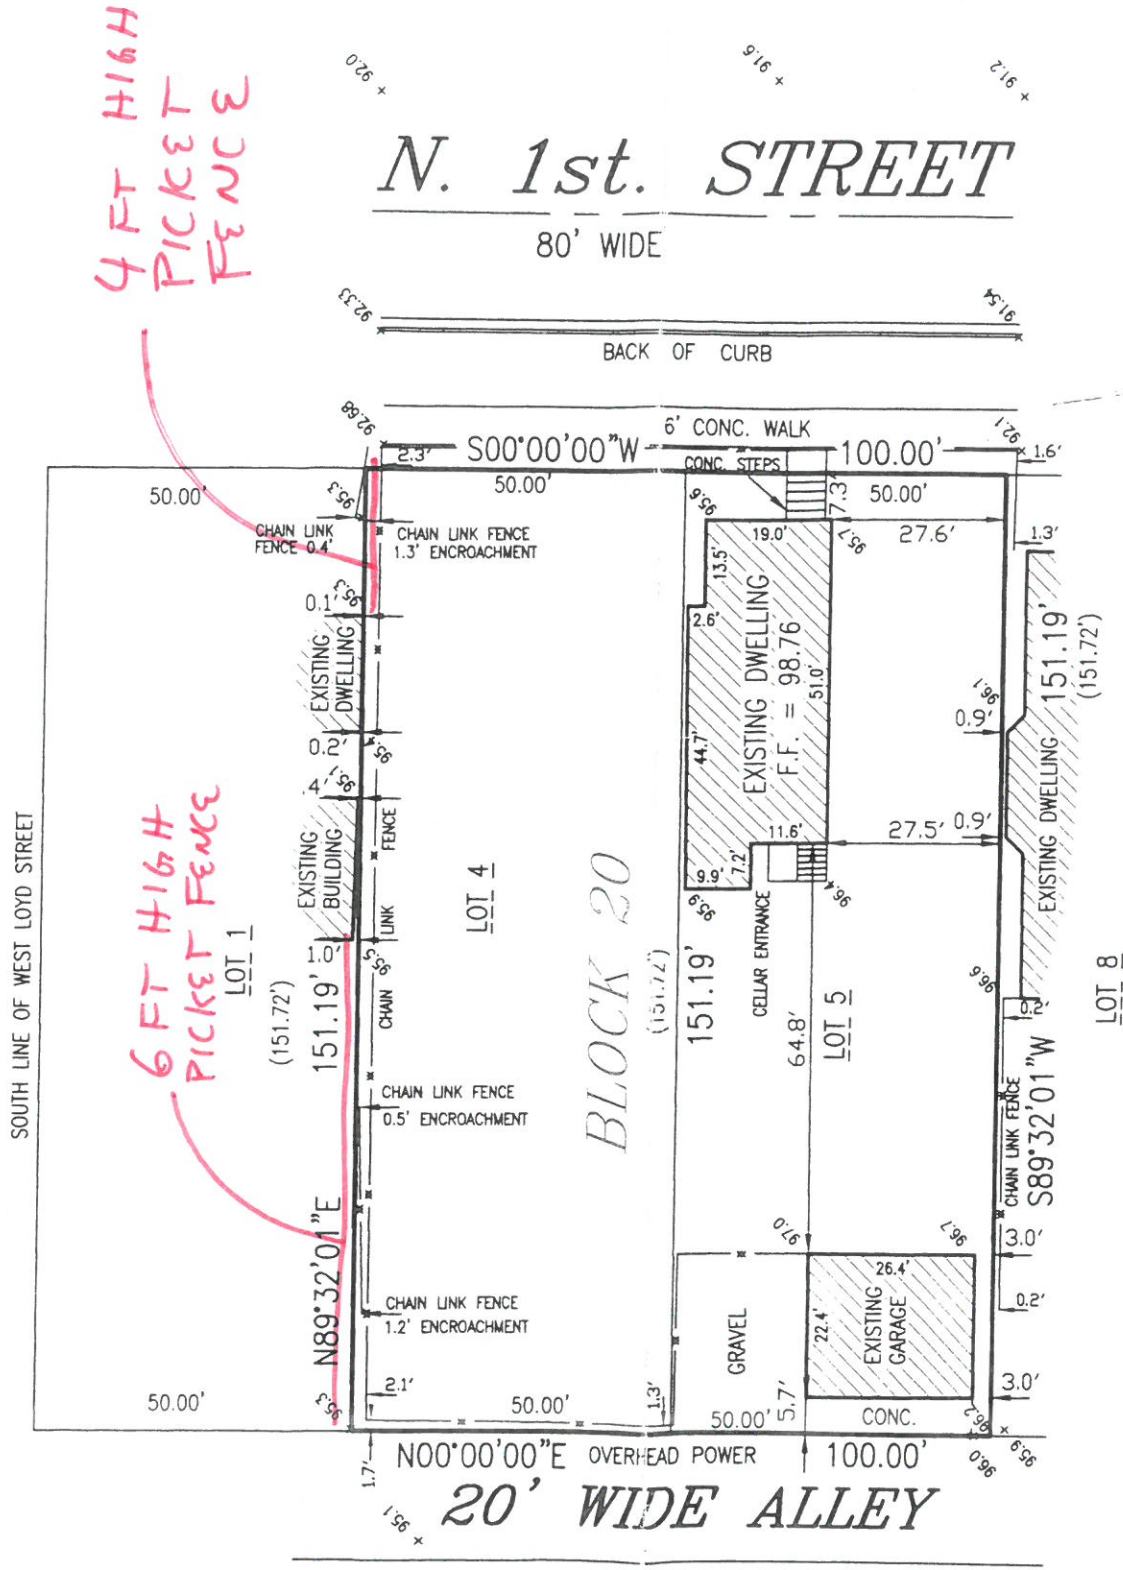 4 FT HIGH
PICKET
FENCE
92.0
91.6
91.2
N. 1st. STREET
80' WIDE
92.33
91.54
BACK OF CURB
92.68
6' CONC. WALK
92.1
2.3'
S00°00'00"W
100.00'
1.6'
CONC. STEPS
50.00'
95.3
50.00'
95.6
7.3'
50.00'
CHAIN LINK
FENCE 0.4'
CHAIN LINK FENCE
1.3' ENCROACHMENT
19.0'
95.7
27.6'
1.3'
13.5'
95.3
0.1'
2.6'
EXISTING
DWELLING
EXISTING DWELLING
F.F. = 98.76
51.0'
151.19'
(151.72')
96.1
0.9'
0.2'
44.7'
95.1
.4'
SOUTH LINE OF WEST LOYD STREET
6 FT HIGH
PICKET FENCE
EXISTING
BUILDING
CHAIN LINK FENCE
LOT 4
BLOCK 20
11.6'
27.5'
0.9'
EXISTING DWELLING
7.2'
9.9'
95.9
96.4
CELLAR ENTRANCE
LOT 1
1.0'
95.5
(151.72')
151.19'
(151.72')
151.19'
64.8'
LOT 5
96.6
0.2'
LOT 8
CHAIN LINK FENCE
0.5' ENCROACHMENT
CHAIN LINK FENCE
S89°32'01"W
N89°32'01"E
97.0
96.7
3.0'
26.4'
CHAIN LINK FENCE
1.2' ENCROACHMENT
GRAVEL
22.4'
EXISTING
GARAGE
0.2'
50.00'
95.3
2.1'
50.00'
1.3'
50.00'
5.7'
CONC.
3.0'
96.2
1.7'
N00°00'00"E
OVERHEAD POWER
100.00'
96.0
95.9
95.1
20' WIDE ALLEY